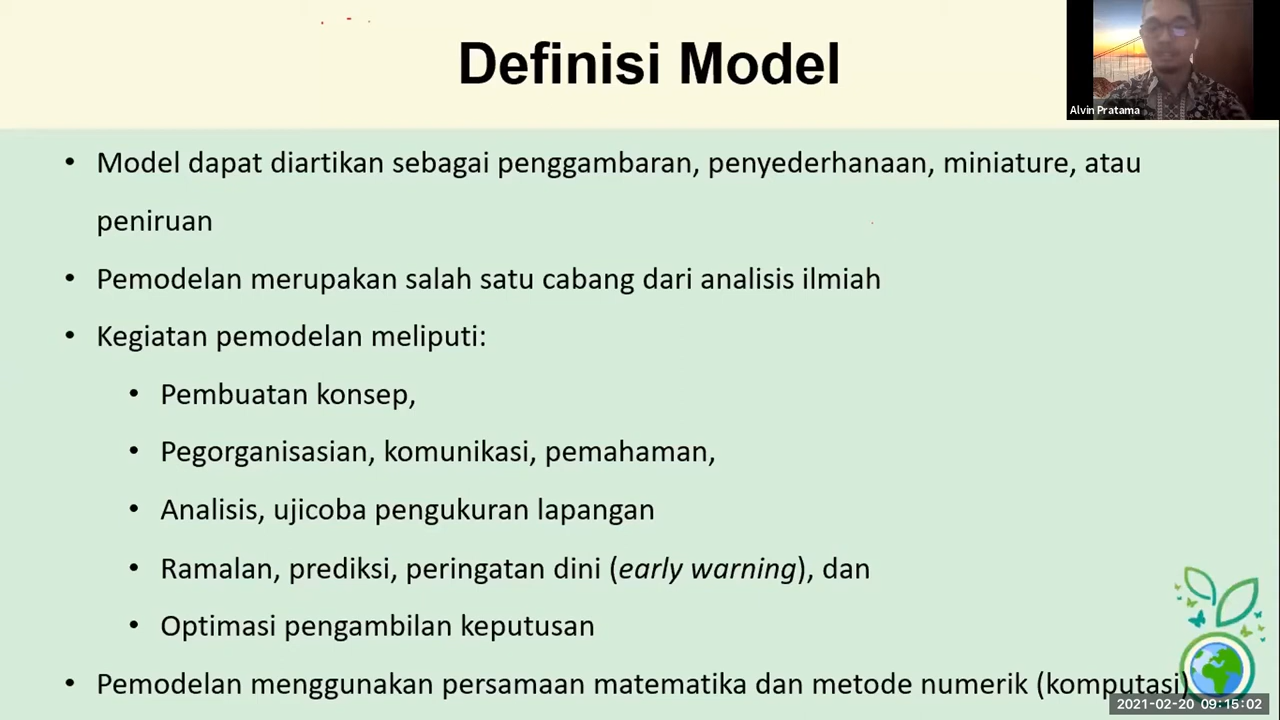 Definisi Model
Alvin Pratama
• Model dapat diartikan sebagai penggambaran, penyederhanaan, miniature, atau
peniruan
• Pemodelan merupakan salah satu cabang dari analisis ilmiah
• Kegiatan pemodelan meliputi:
• Pembuatan konsep,
• Pegorganisasian, komunikasi, pemahaman,
• Analisis, ujicoba pengukuran lapangan
• Ramalan, prediksi, peringatan dini (early warning), dan
• Optimasi pengambilan keputusan
• Pemodelan menggunakan persamaan matematika dan metode numerik (komputasi)
2021-02-20 09:15:02